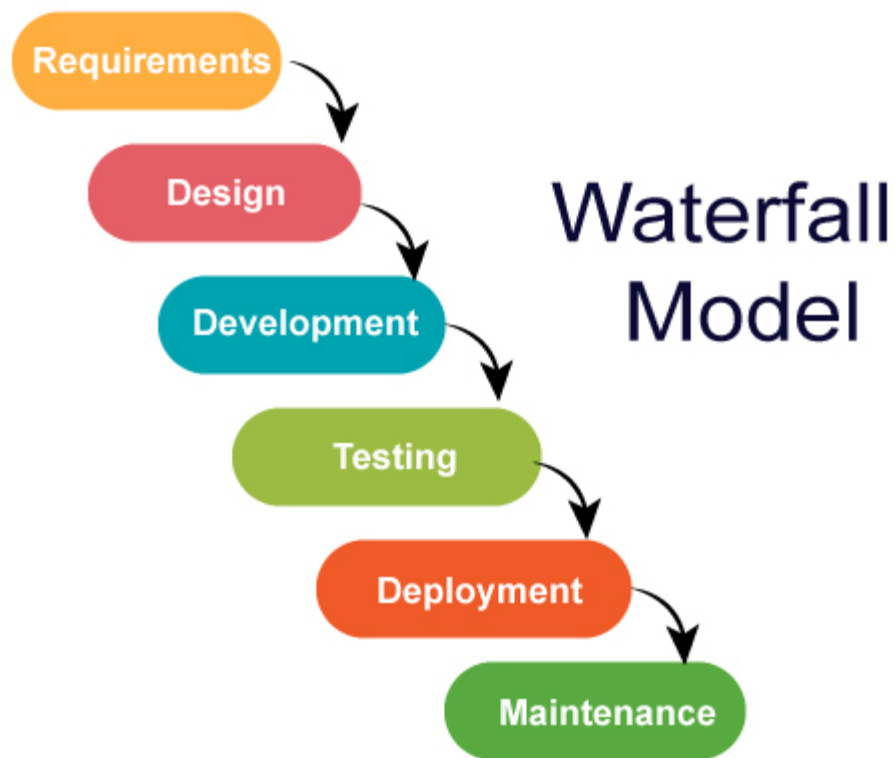 Requirements
Design
Waterfall
Model
Development
Testing
Deployment
Maintenance